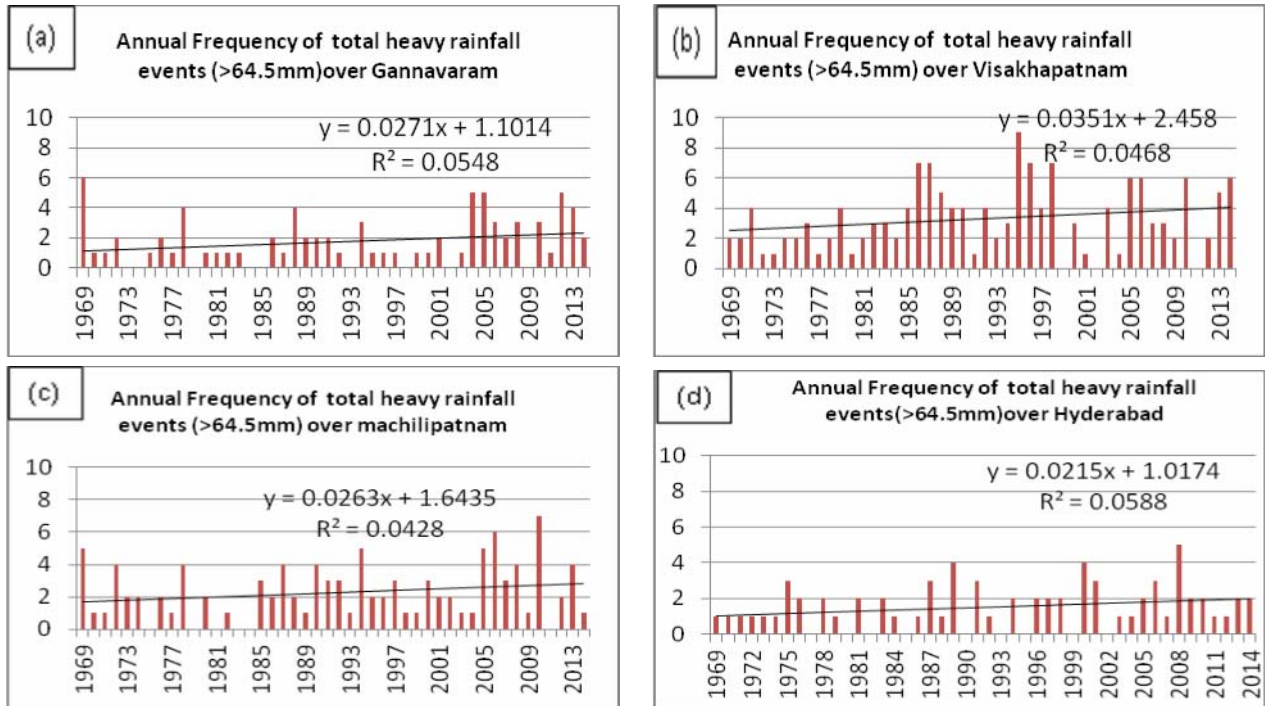 (a)
Annual Frequency of total heavy rainfall
events (>64.5mm)over Gannavaram
y = 0.0271x + 1.1014
R² = 0.0548
10
8
6
4
2
0
1969 1973 1977 1981 1985 1989 1993 1997 2001 2005 2009 2013
(b)
Annual Frequency of total heavy rainfall
events (>64.5mm) over Visakhapatnam
y = 0.0351x + 2.458
R² = 0.0468
10
8
6
4
2
0
1969 1973 1977 1981 1985 1989 1993 1997 2001 2005 2009 2013
(c)
Annual Frequency of total heavy rainfall
events (>64.5mm) over machilipatnam
y = 0.0263x + 1.6435
R² = 0.0428
10
8
6
4
2
0
1969 1973 1977 1981 1985 1989 1993 1997 2001 2005 2009 2013
(d)
Annual Frequency of total heavy rainfall
events(>64.5mm)over Hyderabad
y = 0.0215x + 1.0174
R² = 0.0588
10
8
6
4
2
0
1969 1972 1975 1978 1981 1984 1987 1990 1993 1996 1999 2002 2005 2008 2011 2014